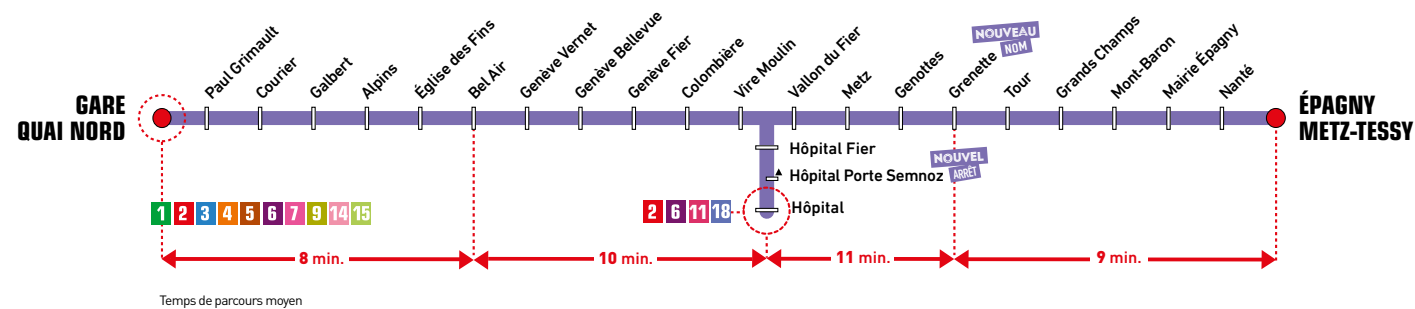 GARE
QUAI NORD
Paul Grimault
Courier
Galbert
Alpins
Église des Fins
Bel Air
Genève Vernet
Genève Bellevue
Genève Fier
Colombière
Vire Moulin
Vallon du Fier
Metz
Genottes
Grenette
NOUVEAU
NOM
Tour
Grands Champs
Mont-Baron
Mairie Épagny
Nanté
ÉPAGNY
METZ-TESSY
Hôpital Fier
Hôpital Porte Semnoz
NOUVEL
ARRÊT
Hôpital
1 2 3 4 5 6 7 9 14 15
2 6 11 18
8 min.
10 min.
11 min.
9 min.
Temps de parcours moyen